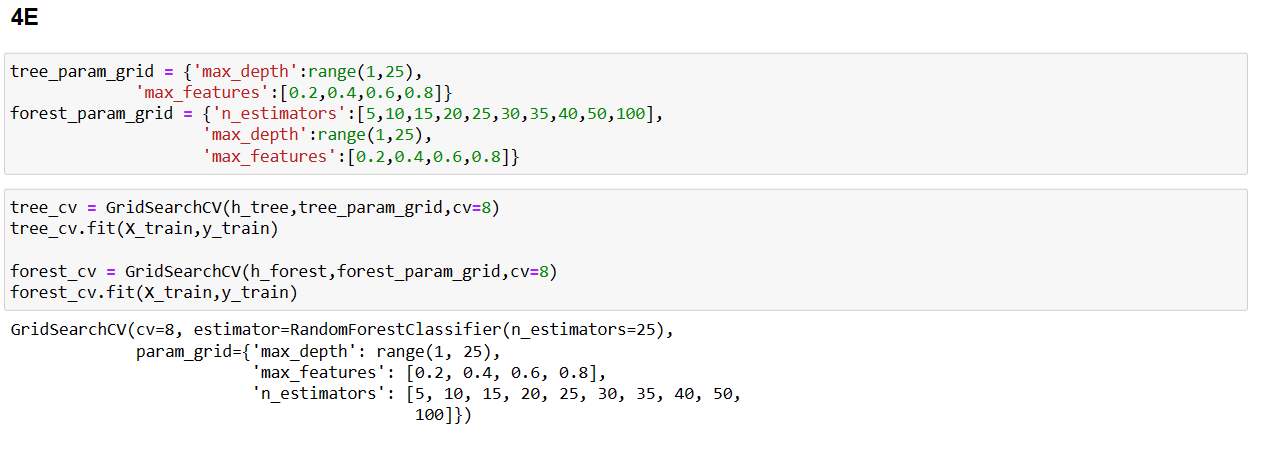 4E
tree_param_grid = {'max_depth':range(1,25),
'max_features':[0.2,0.4,0.6,0.8]}
forest_param_grid = {'n_estimators':[5,10,15,20,25,30,35,40,50,100],
'max_depth':range(1,25),
'max_features':[0.2,0.4,0.6,0.8]}
tree_cv = GridSearchCV(h_tree,tree_param_grid,cv=8)
tree_cv.fit(X_train,y_train)
forest_cv = GridSearchCV(h_forest,forest_param_grid,cv=8)
forest_cv.fit(X_train,y_train)
GridSearchCV(cv=8, estimator=RandomForestClassifier(n_estimators=25),
param_grid={'max_depth': range(1, 25),
'max_features': [0.2, 0.4, 0.6, 0.8],
'n_estimators': [5, 10, 15, 20, 25, 30, 35, 40, 50,
100]})